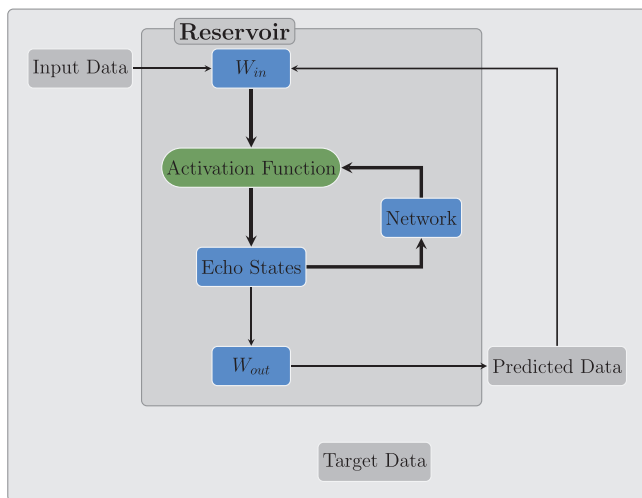 Reservoir
Input Data
W_in
Activation Function
Network
Echo States
W_out
Predicted Data
Target Data